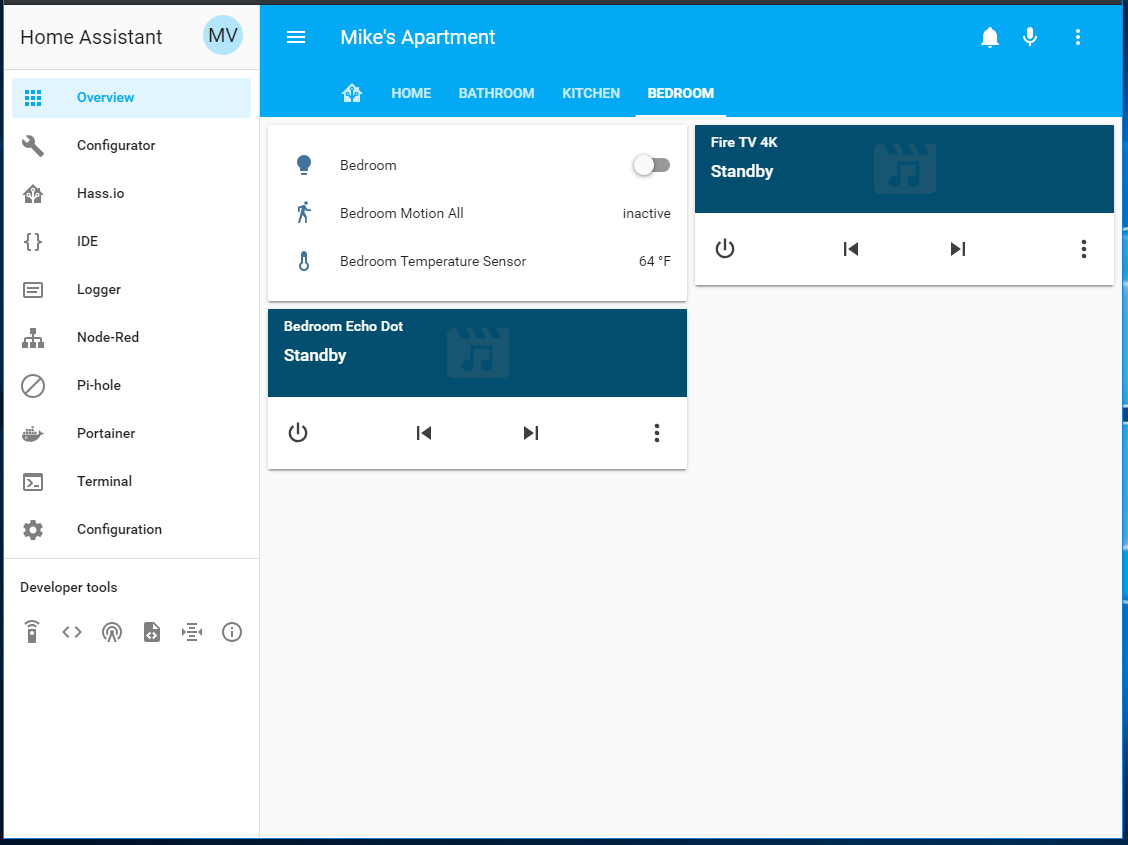 Home Assistant
MV
Overview
Configurator
Hass.io
IDE
Logger
Node-Red
Pi-hole
Portainer
Terminal
Configuration
Developer tools
Mike's Apartment
HOME BATHROOM KITCHEN BEDROOM
Bedroom
Bedroom Motion All inactive
Bedroom Temperature Sensor 64 °F
Bedroom Echo Dot
Standby
Fire TV 4K
Standby